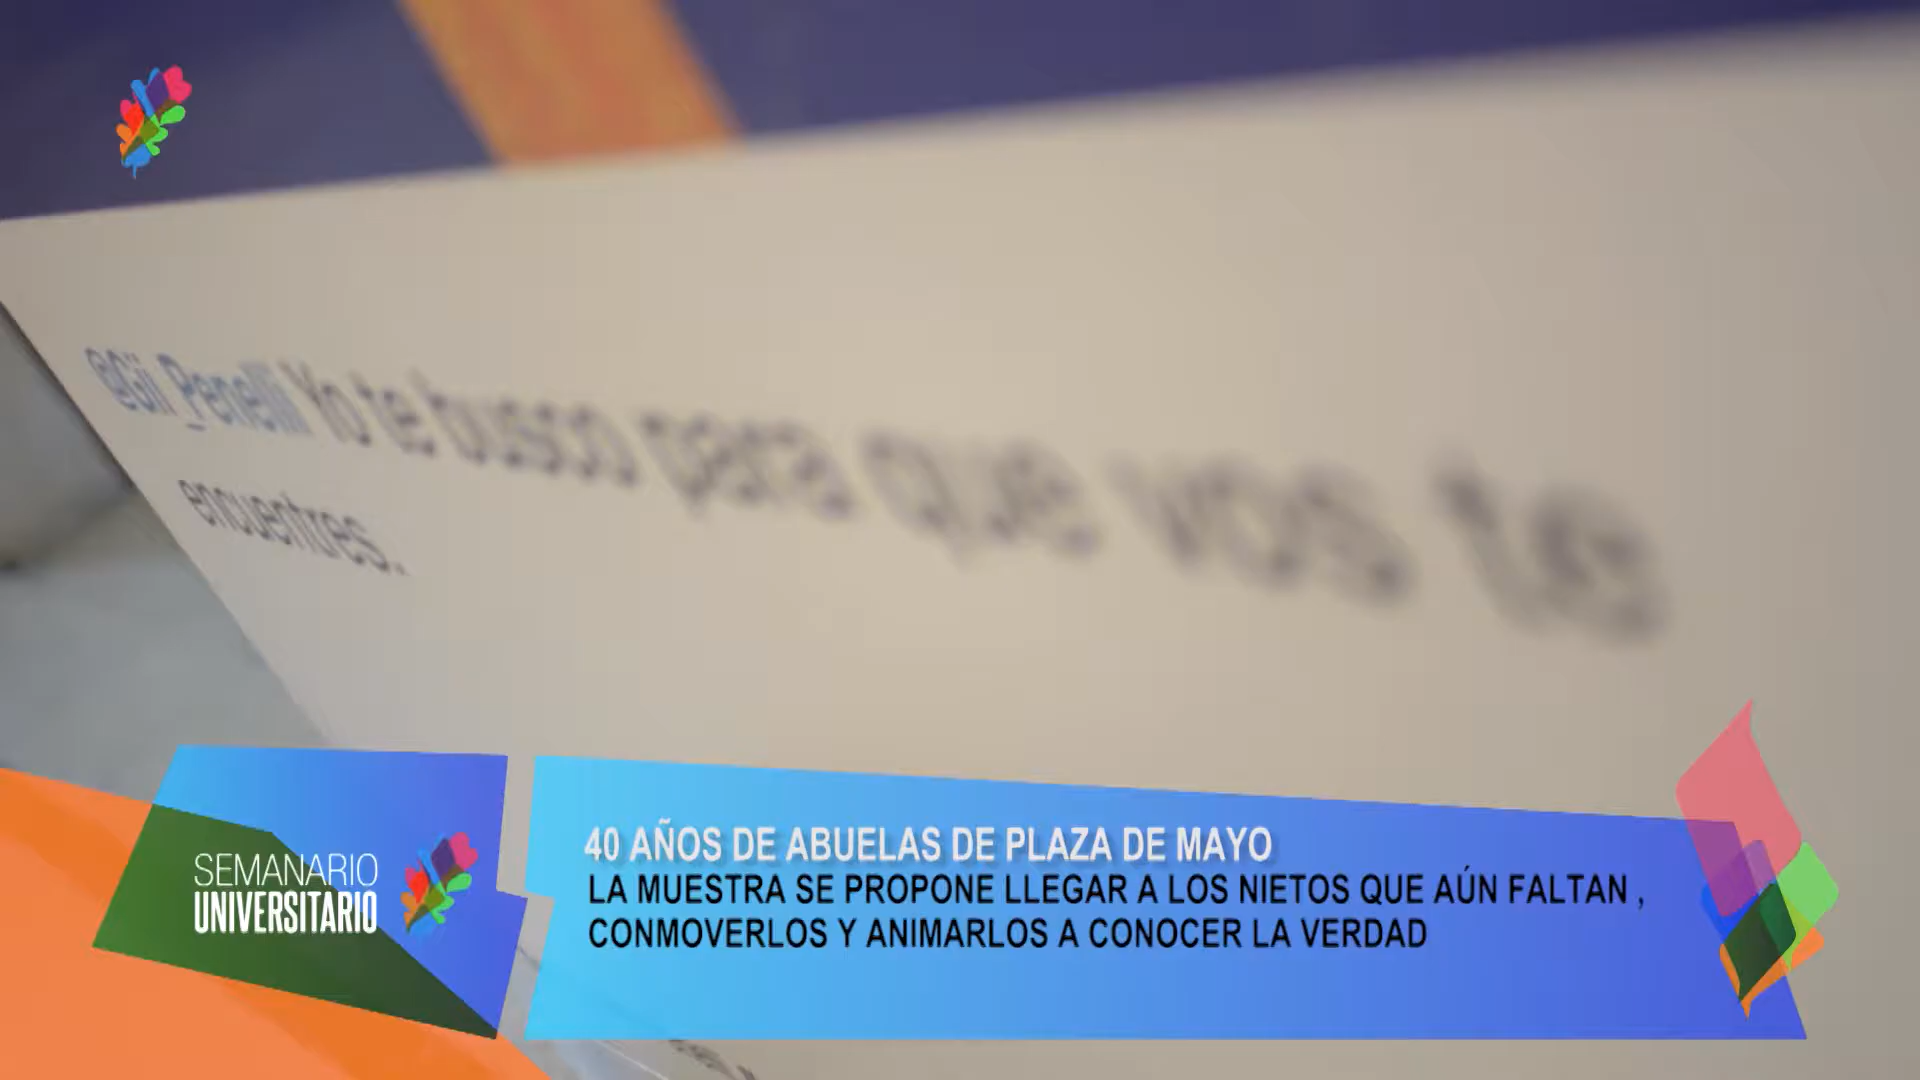 @Gii_Penelli Yo te busco para que vos te
encuentres.
SEMANARIO
UNIVERSITARIO
40 AÑOS DE ABUELAS DE PLAZA DE MAYO
LA MUESTRA SE PROPONE LLEGAR A LOS NIETOS QUE AÚN FALTAN ,
CONMOVERLOS Y ANIMARLOS A CONOCER LA VERDAD